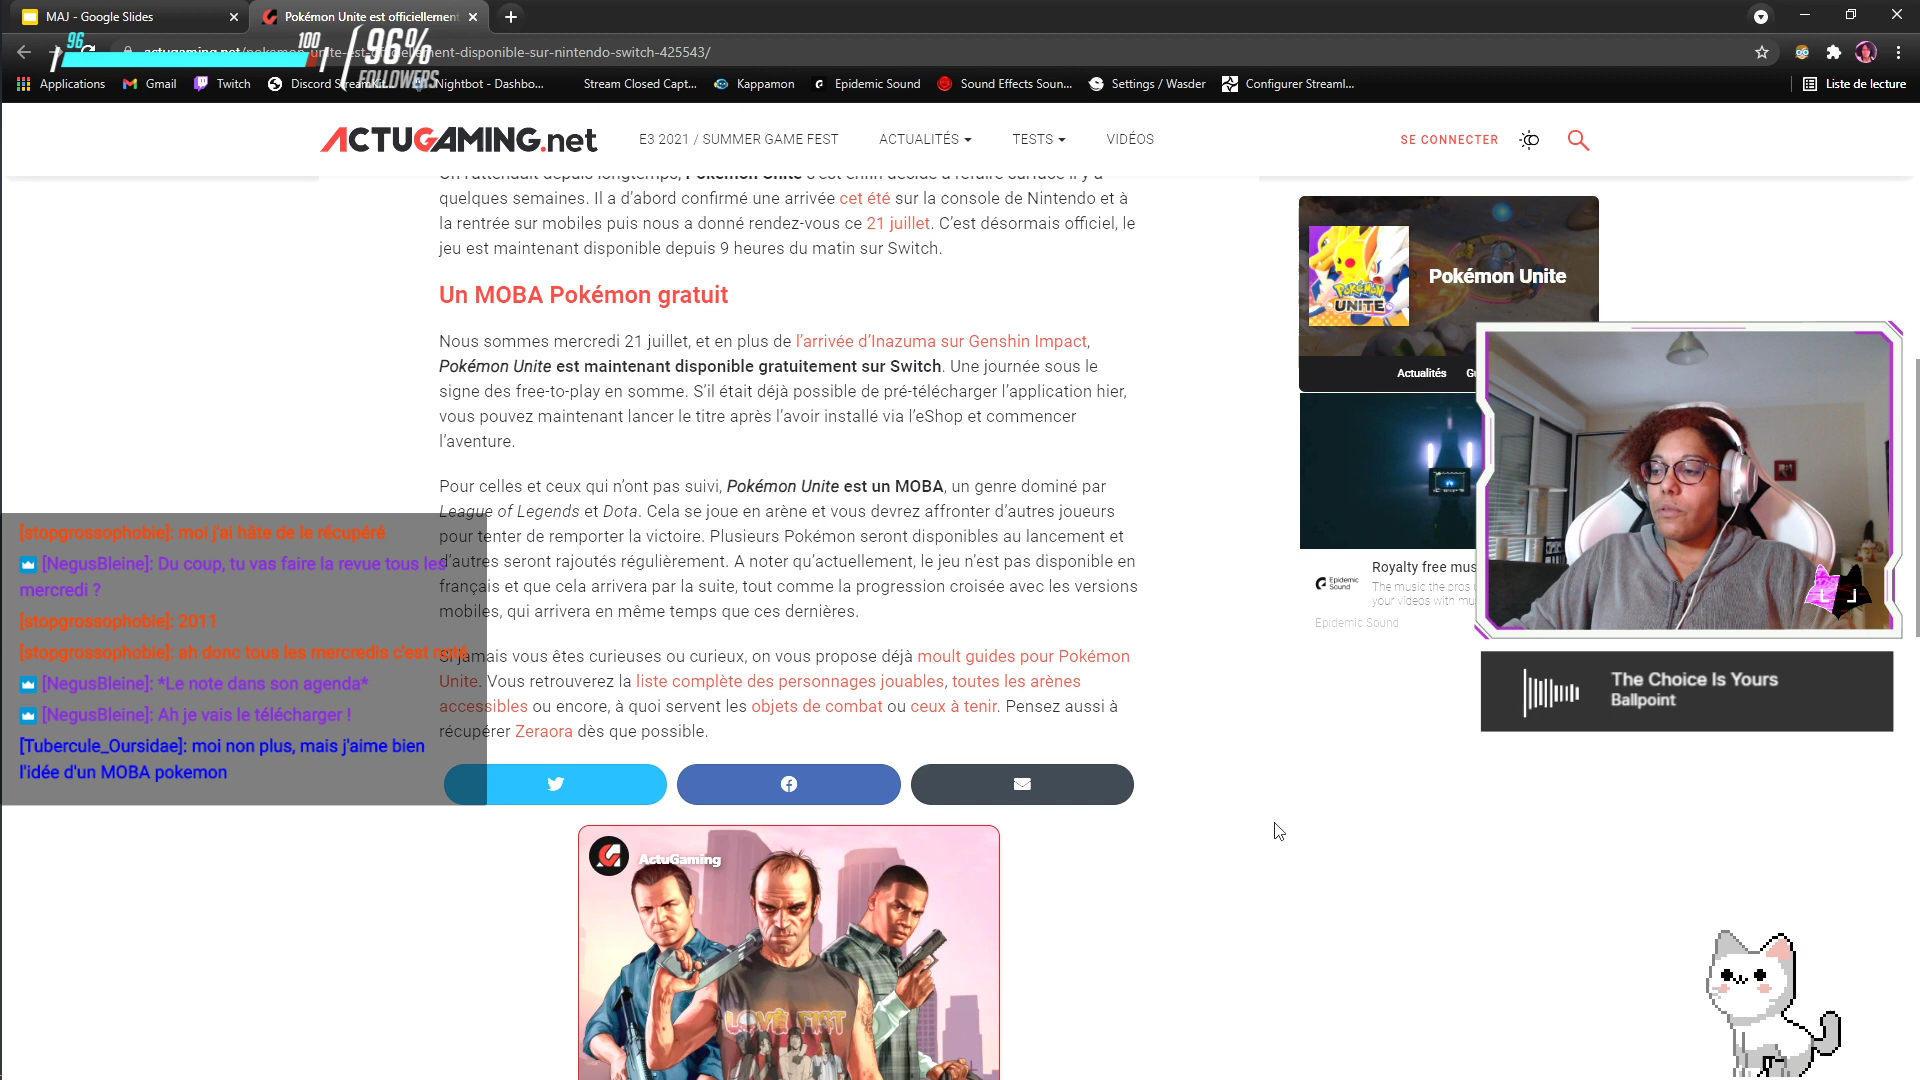 MAJ - Google Slides
Pokémon Unite est officiellement
96
100
96%
FOLLOWERS
-disponible-sur-nintendo-switch-425543/
Applications
Gmail
Twitch
Discord
Nightbot - Dashbo...
Stream Closed Capt...
Kappamon
Epidemic Sound
Sound Effects Soun...
Settings / Wasder
Configurer Streaml...
Liste de lecture
ACTUGAMING.net
E3 2021 / SUMMER GAME FEST
ACTUALITÉS
TESTS
VIDÉOS
SE CONNECTER
quelques semaines. Il a d'abord confirmé une arrivée cet été sur la console de Nintendo et à
la rentrée sur mobiles puis nous a donné rendez-vous ce 21 juillet. C'est désormais officiel, le
jeu est maintenant disponible depuis 9 heures du matin sur Switch.
Un MOBA Pokémon gratuit
Nous sommes mercredi 21 juillet, et en plus de l'arrivée d'Inazuma sur Genshin Impact,
Pokémon Unite est maintenant disponible gratuitement sur Switch. Une journée sous le
signe des free-to-play en somme. S'il était déjà possible de pré-télécharger l'application hier,
vous pouvez maintenant lancer le titre après l'avoir installé via l'eShop et commencer
l'aventure.
Pour celles et ceux qui n'ont pas suivi, Pokémon Unite est un MOBA, un genre dominé par
League of Legends et Dota. Cela se joue en arène et vous devrez affronter d'autres joueurs
pour tenter de remporter la victoire. Plusieurs Pokémon seront disponibles au lancement et
d'autres seront rajoutés régulièrement. A noter qu'actuellement, le jeu n'est pas disponible en
français et que cela arrivera par la suite, tout comme la progression croisée avec les versions
mobiles, qui arrivera en même temps que ces dernières.
Si jamais vous êtes curieuses ou curieux, on vous propose déjà moult guides pour Pokémon
Unite. Vous retrouverez la liste complète des personnages jouables, toutes les arènes
accessibles ou encore, à quoi servent les objets de combat ou ceux à tenir. Pensez aussi à
récupérer Zeraora dès que possible.
[stopgrossophobie]: moi j'ai hâte de le récupéré
[NegusBleine]: Du coup, tu vas faire la revue tous les
mercredi ?
[stopgrossophobie]: 2011
[stopgrossophobie]: ah donc tous les mercredis c'est noté
[NegusBleine]: *Le note dans son agenda*
[NegusBleine]: Ah je vais le télécharger !
[Tubercule_Oursidae]: moi non plus, mais j'aime bien
l'idée d'un MOBA pokemon
ActuGaming
LOVE FIST
POKÉMON
UNITE
Pokémon Unite
Actualités
Royalty free mus
The music the pros
your videos with mu
Epidemic
Sound
Epidemic Sound
The Choice Is Yours
Ballpoint